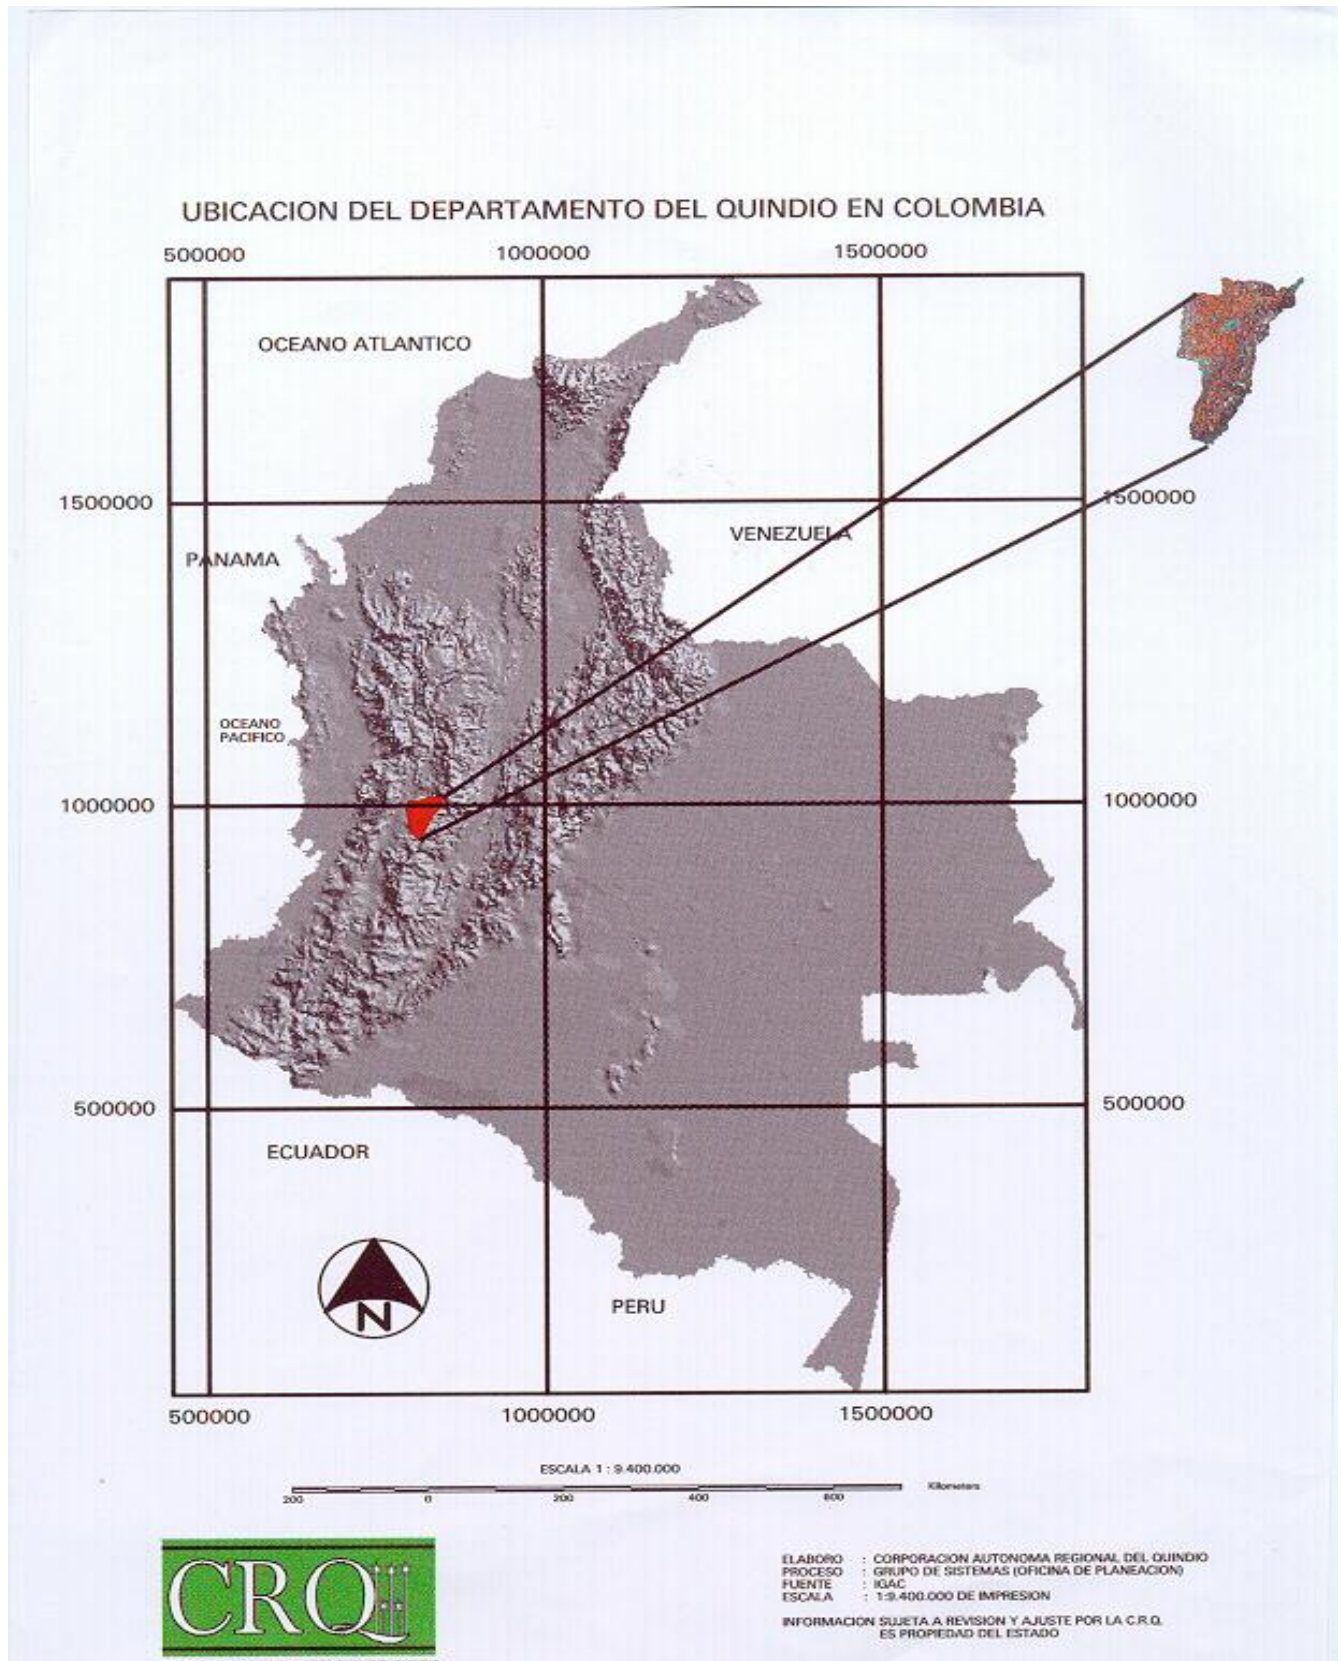 UBICACION DEL DEPARTAMENTO DEL QUINDIO EN COLOMBIA
500000 1000000 1500000
OCEANO ATLANTICO
1500000 1500000
VENEZUELA
PANAMA
OCEANO
PACIFICO
1000000 1000000
500000 500000
ECUADOR
N
PERU
500000 1000000 1500000
ESCALA 1 : 9.400.000
200 0 200 400 600 Kilometers
CRQ
ELABORO : CORPORACION AUTONOMA REGIONAL DEL QUINDIO
PROCESO : GRUPO DE SISTEMAS (OFICINA DE PLANEACION)
FUENTE : IGAC
ESCALA : 1:9.400.000 DE IMPRESION
INFORMACION SUJETA A REVISION Y AJUSTE POR LA C.R.Q.
ES PROPIEDAD DEL ESTADO